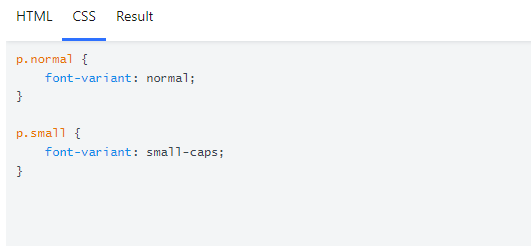 HTML CSS Result
p.normal {
    font-variant: normal;
}
p.small {
    font-variant: small-caps;
}